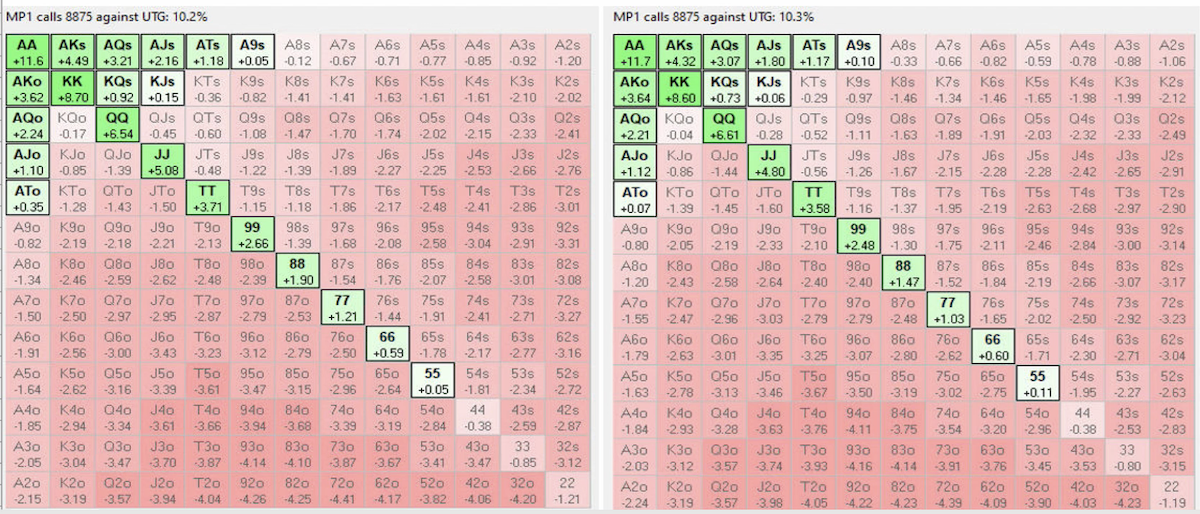 MP1 calls 8875 against UTG: 10.2%
AA AKs AQs AJs ATs A9s A8s A7s A6s A5s A4s A3s A2s
+11.6 +4.49 +3.21 +2.16 +1.18 +0.05 -0.12 -0.67 -0.71 -0.77 -0.85 -0.92 -1.20
AKo KK KQs KJs KTs K9s K8s K7s K6s K5s K4s K3s K2s
+3.62 +8.70 +0.92 +0.15 -0.36 -0.82 -1.41 -1.41 -1.63 -1.61 -1.61 -2.10 -2.02
AQo KQo QQ QJs QTs Q9s Q8s Q7s Q6s Q5s Q4s Q3s Q2s
+2.24 -0.17 +6.54 -0.45 -0.60 -1.08 -1.47 -1.70 -1.74 -2.02 -2.15 -2.33 -2.41
AJo KJo QJo JJ JTs J9s J8s J7s J6s J5s J4s J3s J2s
+1.10 -0.85 -1.39 +5.08 -0.48 -1.22 -1.39 -1.89 -2.27 -2.25 -2.53 -2.66 -2.76
ATo KTo QTo JTo TT T9s T8s T7s T6s T5s T4s T3s T2s
+0.35 -1.28 -1.43 -1.50 +3.71 -1.15 -1.18 -1.86 -2.17 -2.48 -2.41 -2.86 -3.01
A9o K9o Q9o J9o T9o 99 98s 97s 96s 95s 94s 93s 92s
-0.82 -2.19 -2.18 -2.21 -2.13 +2.66 -1.39 -1.68 -2.08 -2.58 -3.04 -2.91 -3.31
A8o K8o Q8o J8o T8o 98o 88 87s 86s 85s 84s 83s 82s
-1.34 -2.46 -2.59 -2.62 -2.48 -2.39 +1.90 -1.54 -1.76 -2.07 -2.58 -3.01 -3.08
A7o K7o Q7o J7o T7o 97o 87o 77 76s 75s 74s 73s 72s
-1.50 -2.50 -2.97 -2.95 -2.87 -2.79 -2.53 +1.21 -1.44 -1.91 -2.41 -2.71 -3.27
A6o K6o Q6o J6o T6o 96o 86o 76o 66 65s 64s 63s 62s
-1.91 -2.56 -3.00 -3.43 -3.23 -3.12 -2.79 -2.50 +0.59 -1.78 -2.17 -2.77 -3.16
A5o K5o Q5o J5o T5o 95o 85o 75o 65o 55 54s 53s 52s
-1.64 -2.62 -3.16 -3.39 -3.61 -3.47 -3.15 -2.96 -2.64 +0.05 -1.81 -2.34 -2.72
A4o K4o Q4o J4o T4o 94o 84o 74o 64o 54o 44 43s 42s
-1.85 -2.94 -3.34 -3.61 -3.66 -3.94 -3.68 -3.39 -3.19 -2.84 -0.38 -2.59 -2.87
A3o K3o Q3o J3o T3o 93o 83o 73o 63o 53o 43o 33 32s
-2.05 -3.04 -3.47 -3.70 -3.87 -4.14 -4.10 -3.87 -3.67 -3.41 -3.47 -0.85 -3.12
A2o K2o Q2o J2o T2o 92o 82o 72o 62o 52o 42o 32o 22
-2.15 -3.19 -3.57 -3.94 -4.04 -4.26 -4.25 -4.41 -4.17 -3.82 -4.06 -4.20 -1.21
MP1 calls 8875 against UTG: 10.3%
AA AKs AQs AJs ATs A9s A8s A7s A6s A5s A4s A3s A2s
+11.7 +4.32 +3.07 +1.80 +1.17 +0.10 -0.33 -0.66 -0.82 -0.59 -0.78 -0.88 -1.06
AKo KK KQs KJs KTs K9s K8s K7s K6s K5s K4s K3s K2s
+3.64 +8.60 +0.73 +0.06 -0.29 -0.97 -1.46 -1.34 -1.46 -1.65 -1.98 -1.99 -2.12
AQo KQo QQ QJs QTs Q9s Q8s Q7s Q6s Q5s Q4s Q3s Q2s
+2.21 -0.04 +6.61 -0.28 -0.52 -1.11 -1.63 -1.89 -1.91 -2.03 -2.32 -2.33 -2.49
AJo KJo QJo JJ JTs J9s J8s J7s J6s J5s J4s J3s J2s
+1.12 -0.86 -1.44 +4.80 -0.56 -1.26 -1.67 -2.15 -2.28 -2.28 -2.42 -2.65 -2.91
ATo KTo QTo JTo TT T9s T8s T7s T6s T5s T4s T3s T2s
+0.07 -1.39 -1.45 -1.60 +3.58 -1.16 -1.37 -1.95 -2.19 -2.63 -2.68 -2.97 -2.90
A9o K9o Q9o J9o T9o 99 98s 97s 96s 95s 94s 93s 92s
-0.80 -2.05 -2.19 -2.33 -2.10 +2.48 -1.30 -1.75 -2.11 -2.46 -2.84 -3.00 -3.14
A8o K8o Q8o J8o T8o 98o 88 87s 86s 85s 84s 83s 82s
-1.20 -2.43 -2.58 -2.64 -2.40 -2.40 +1.47 -1.52 -1.84 -2.19 -2.66 -3.07 -3.17
A7o K7o Q7o J7o T7o 97o 87o 77 76s 75s 74s 73s 72s
-1.55 -2.47 -2.96 -3.03 -2.79 -2.79 -2.48 +1.03 -1.65 -2.02 -2.50 -2.92 -3.23
A6o K6o Q6o J6o T6o 96o 86o 76o 66 65s 64s 63s 62s
-1.79 -2.63 -3.01 -3.35 -3.25 -3.07 -2.80 -2.62 +0.60 -1.71 -2.30 -2.71 -3.04
A5o K5o Q5o J5o T5o 95o 85o 75o 65o 55 54s 53s 52s
-1.63 -2.78 -3.13 -3.46 -3.67 -3.50 -3.19 -3.02 -2.75 +0.11 -1.95 -2.27 -2.63
A4o K4o Q4o J4o T4o 94o 84o 74o 64o 54o 44 43s 42s
-1.84 -2.93 -3.28 -3.63 -3.76 -4.11 -3.75 -3.54 -3.20 -2.96 -0.38 -2.53 -2.83
A3o K3o Q3o J3o T3o 93o 83o 73o 63o 53o 43o 33 32s
-2.03 -3.12 -3.57 -3.74 -3.93 -4.16 -4.14 -3.91 -3.76 -3.45 -3.53 -0.80 -3.15
A2o K2o Q2o J2o T2o 92o 82o 72o 62o 52o 42o 32o 22
-2.24 -3.19 -3.57 -3.98 -4.05 -4.22 -4.23 -4.39 -4.09 -3.90 -4.03 -4.23 -1.19